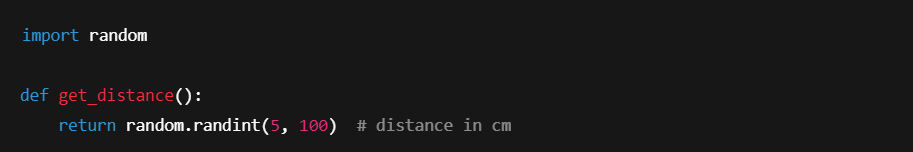 import random
def get_distance():
    return random.randint(5, 100)  # distance in cm